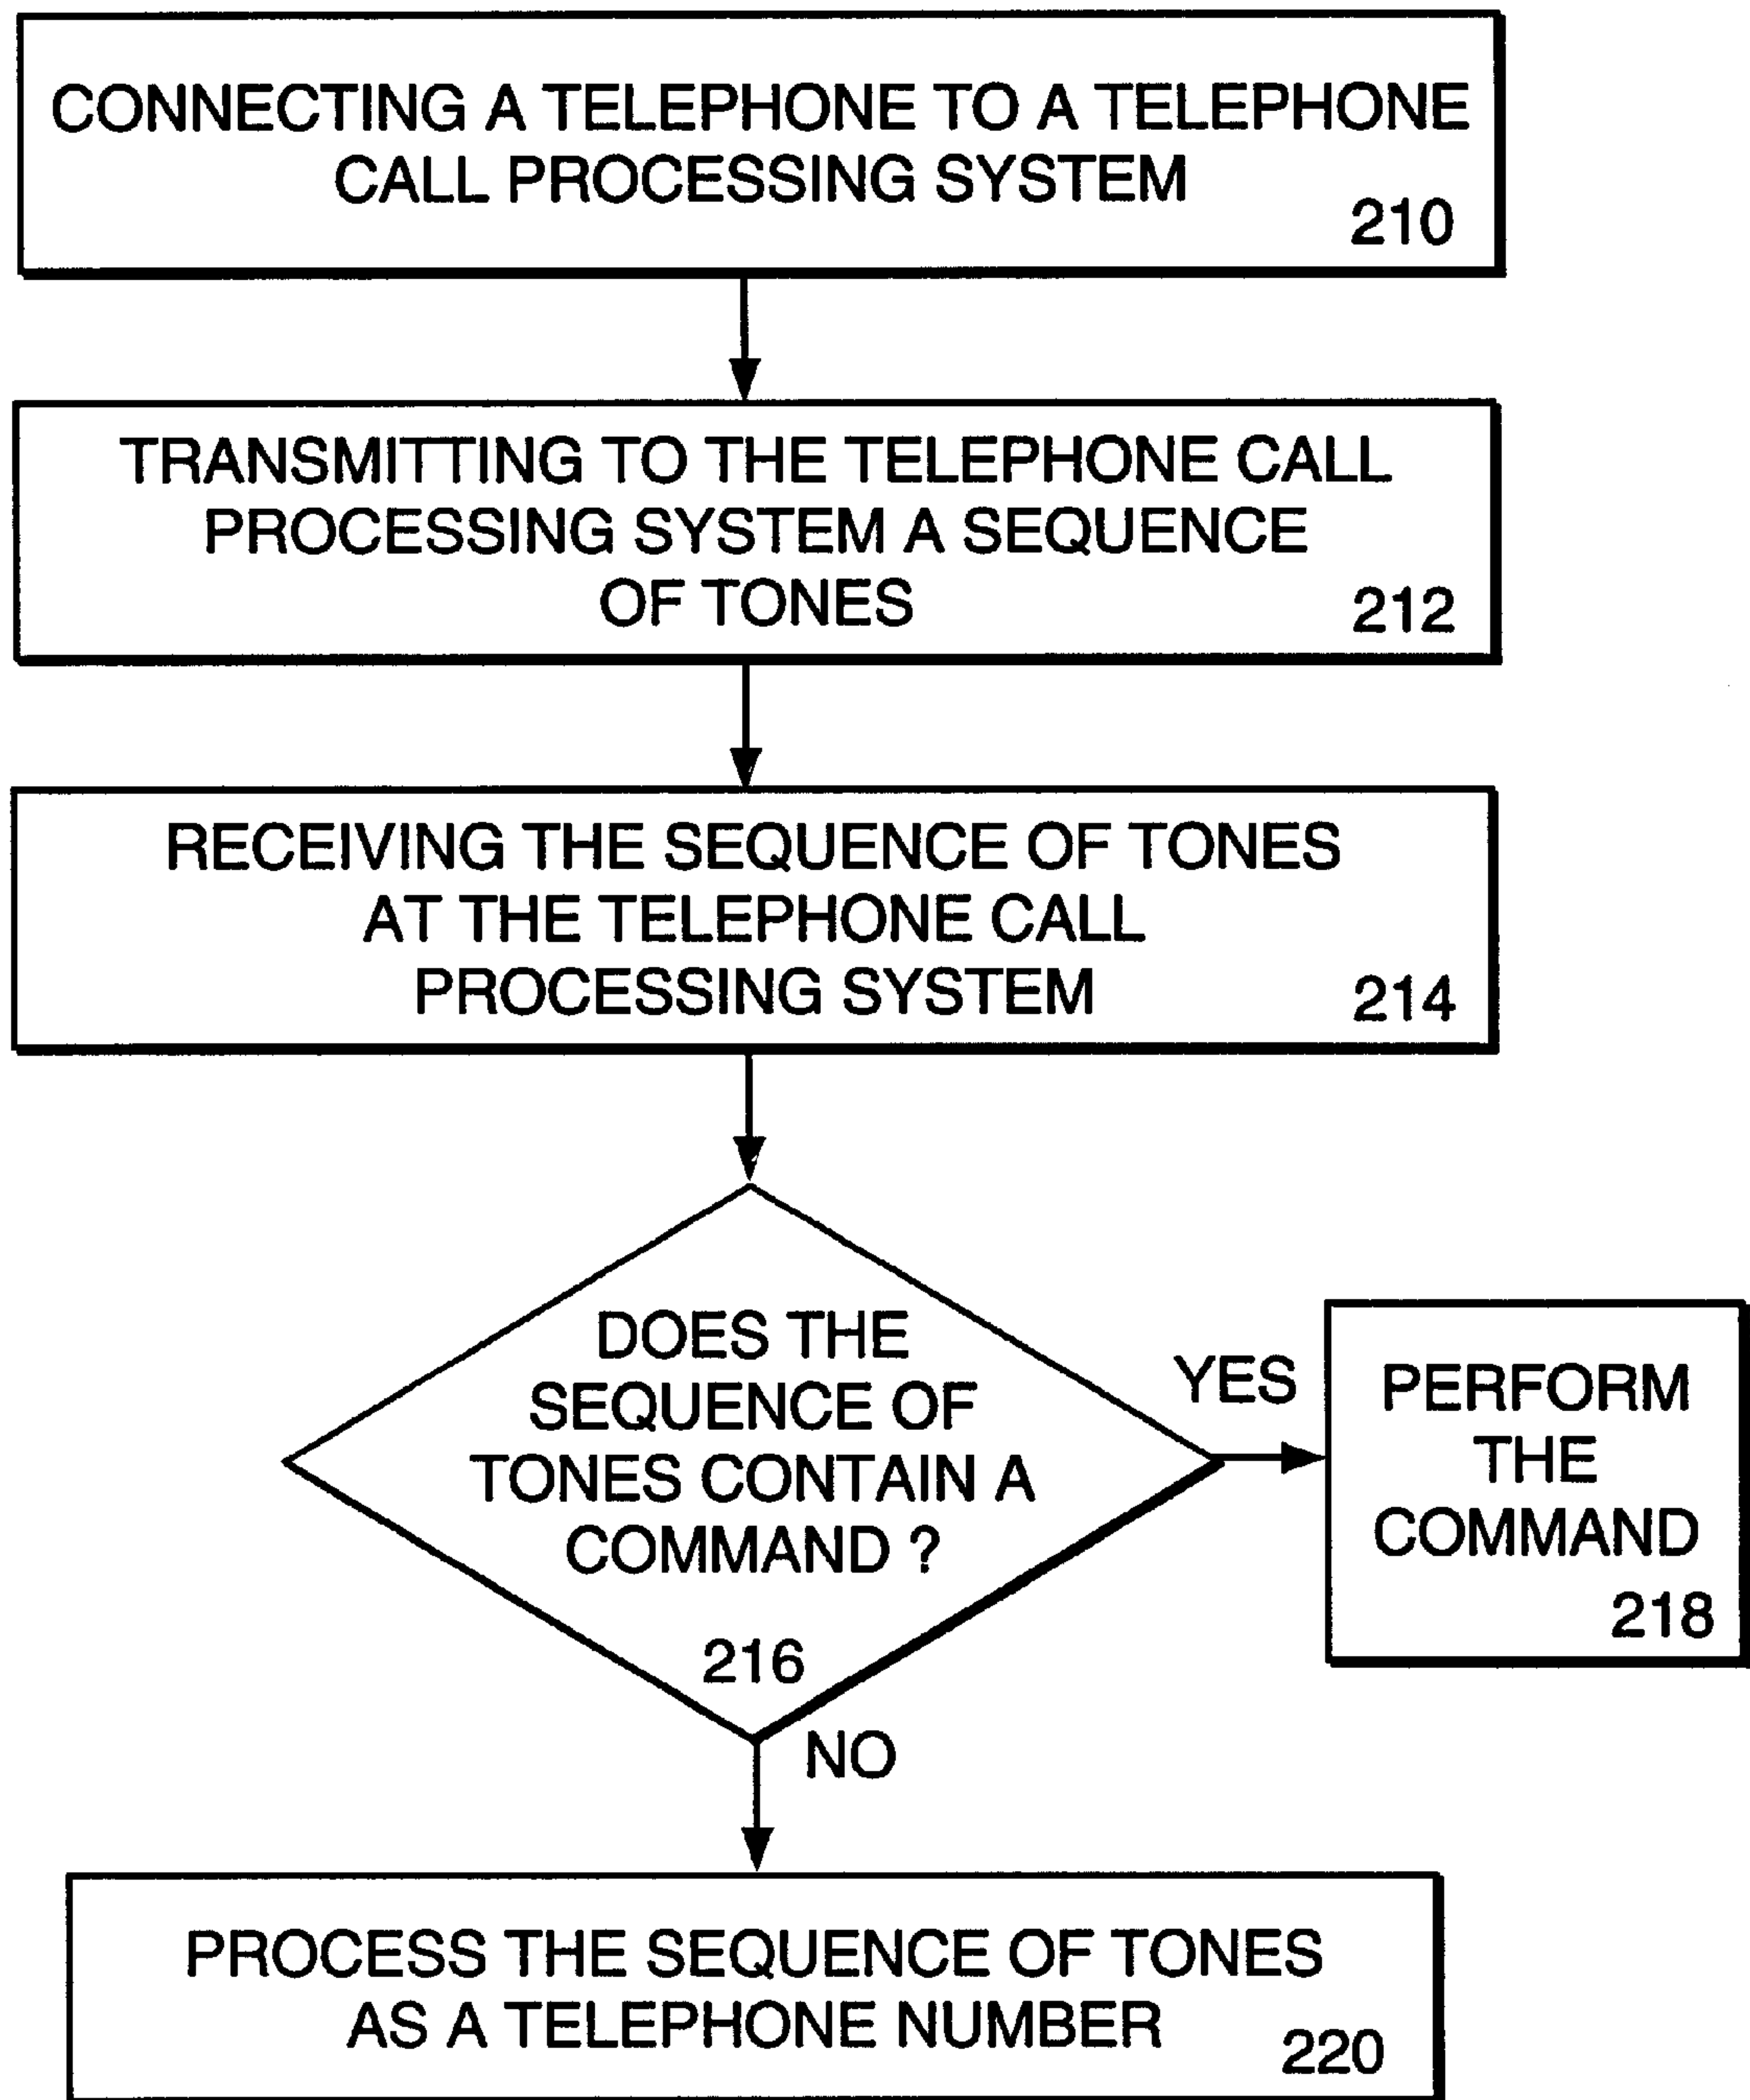 CONNECTING A TELEPHONE TO A TELEPHONE
CALL PROCESSING SYSTEM
210
TRANSMITTING TO THE TELEPHONE CALL
PROCESSING SYSTEM A SEQUENCE
OF TONES
212
RECEIVING THE SEQUENCE OF TONES
AT THE TELEPHONE CALL
PROCESSING SYSTEM
214
DOES THE
SEQUENCE OF
TONES CONTAIN A
COMMAND ?
216
YES
PERFORM
THE
COMMAND
218
NO
PROCESS THE SEQUENCE OF TONES
AS A TELEPHONE NUMBER
220